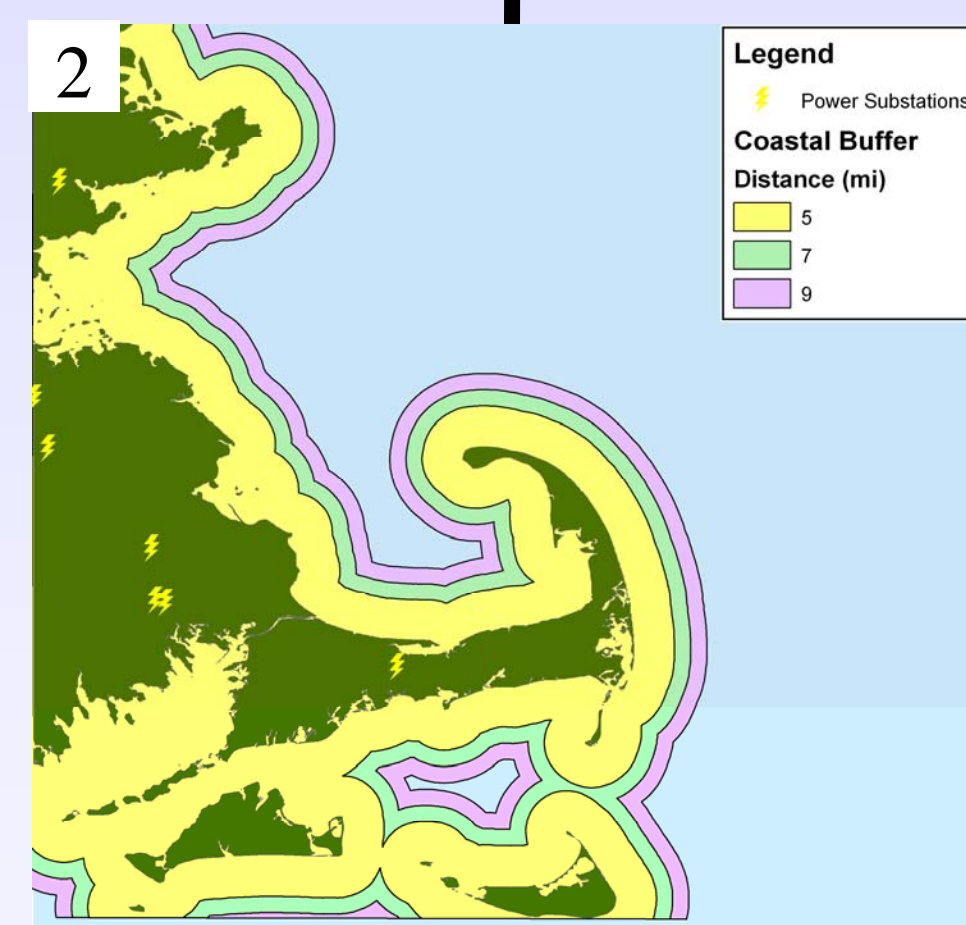 2
Legend
Power Substations
Coastal Buffer
Distance (mi)
5
7
9